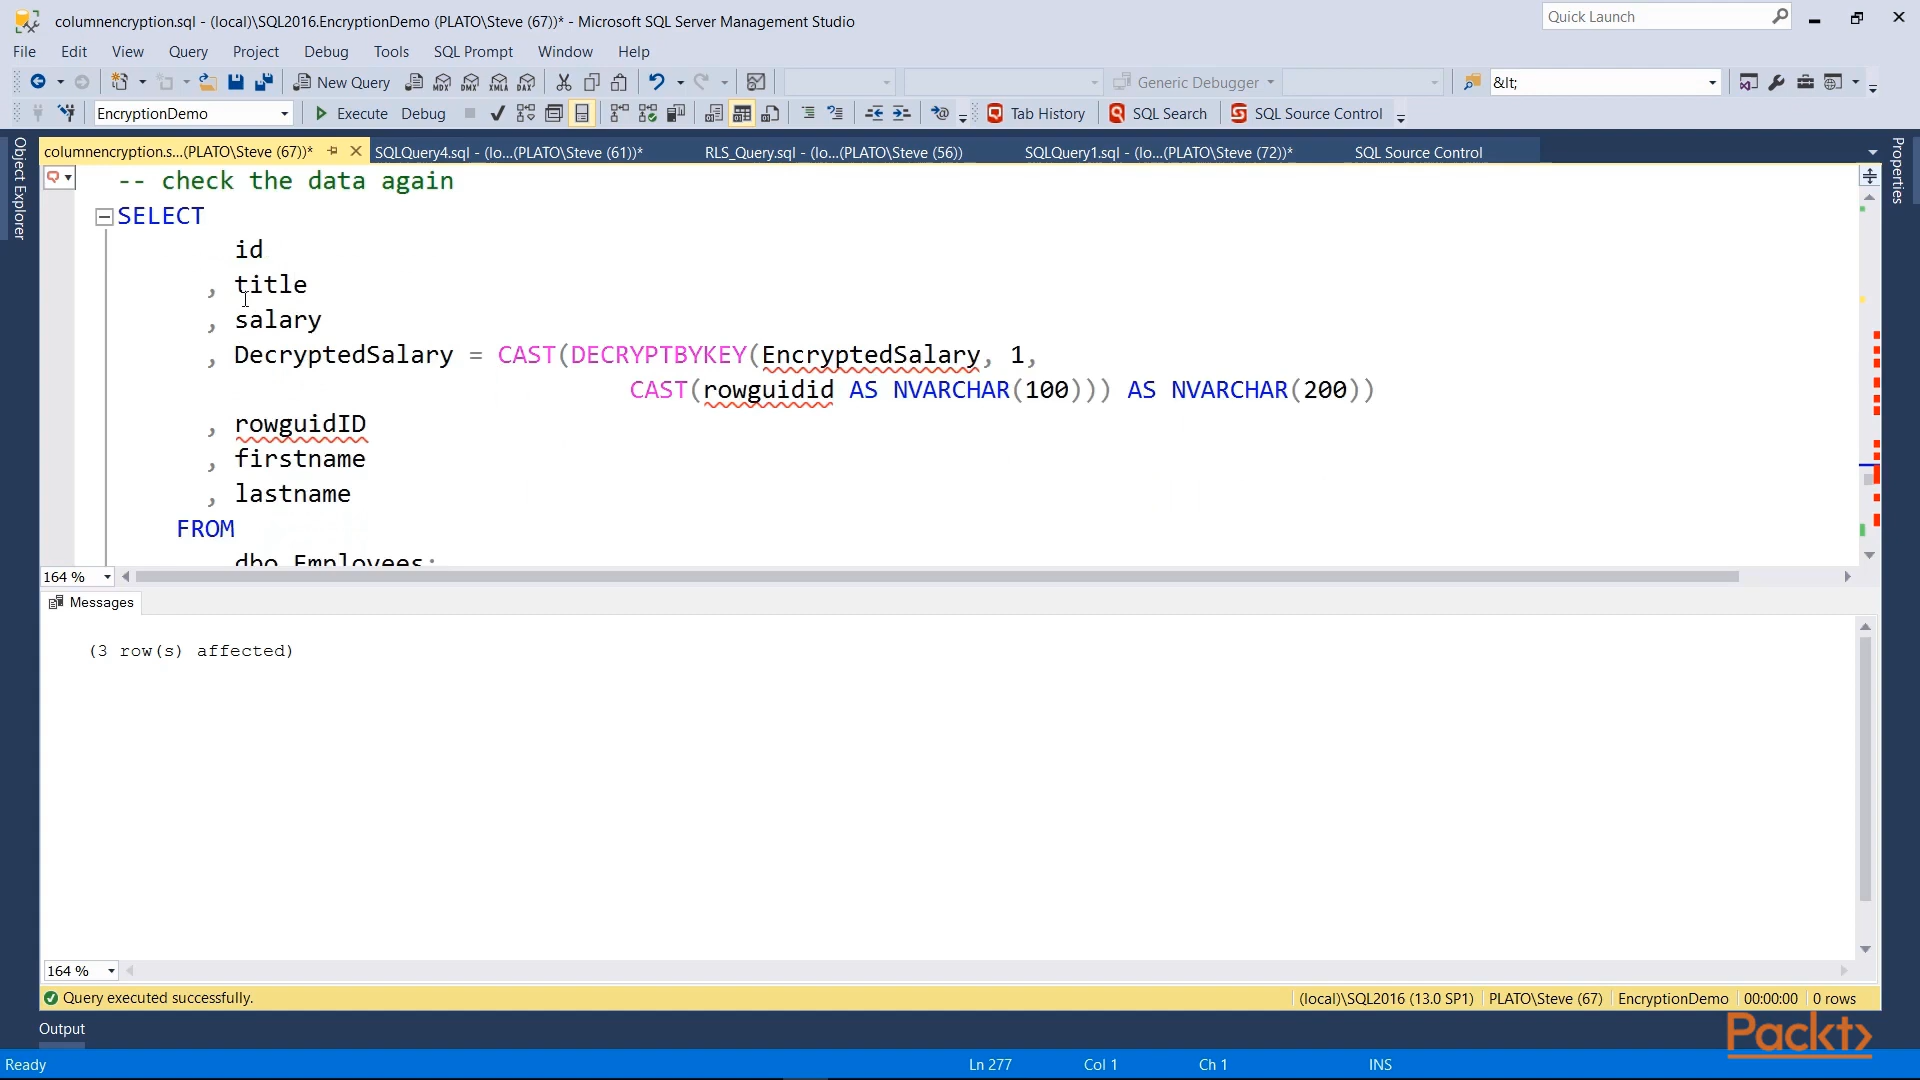 columnencryption.sql - (local)\SQL2016.EncryptionDemo (PLATO\Steve (67))* - Microsoft SQL Server Management Studio
Quick Launch
File Edit View Query Project Debug Tools SQL Prompt Window Help
New Query MDX DMX XMLA DAX Generic Debugger &lt;
EncryptionDemo Execute Debug Tab History SQL Search SQL Source Control
columnencryption.s...(PLATO\Steve (67))* SQLQuery4.sql - (lo...(PLATO\Steve (61))* RLS_Query.sql - (lo...(PLATO\Steve (56)) SQLQuery1.sql - (lo...(PLATO\Steve (72))* SQL Source Control
Object Explorer
Properties
-- check the data again
SELECT
id
, title
, salary
, DecryptedSalary = CAST(DECRYPTBYKEY(EncryptedSalary, 1,
CAST(rowguidid AS NVARCHAR(100))) AS NVARCHAR(200))
, rowguidID
, firstname
, lastname
FROM
dbo.Employees;
164 %
Messages
(3 row(s) affected)
164 %
Query executed successfully. (local)\SQL2016 (13.0 SP1) PLATO\Steve (67) EncryptionDemo 00:00:00 0 rows
Output
Packt>
Ready Ln 277 Col 1 Ch 1 INS